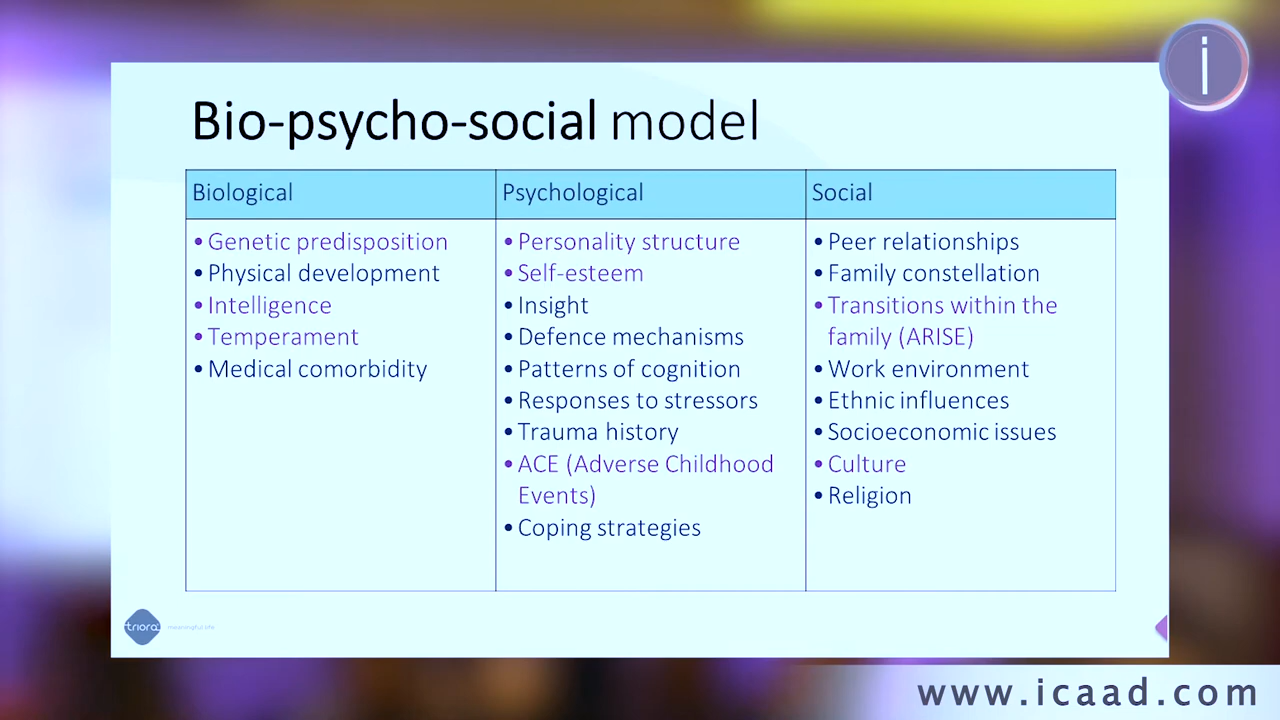 i
Bio-psycho-social model
Biological
Psychological
Social
•Genetic predisposition
•Physical development
•Intelligence
•Temperament
•Medical comorbidity
•Personality structure
•Self-esteem
•Insight
•Defence mechanisms
•Patterns of cognition
•Responses to stressors
•Trauma history
•ACE (Adverse Childhood
Events)
•Coping strategies
•Peer relationships
•Family constellation
•Transitions within the
family (ARISE)
•Work environment
•Ethnic influences
•Socioeconomic issues
•Culture
•Religion
triora
meaningful life
www.icaad.com